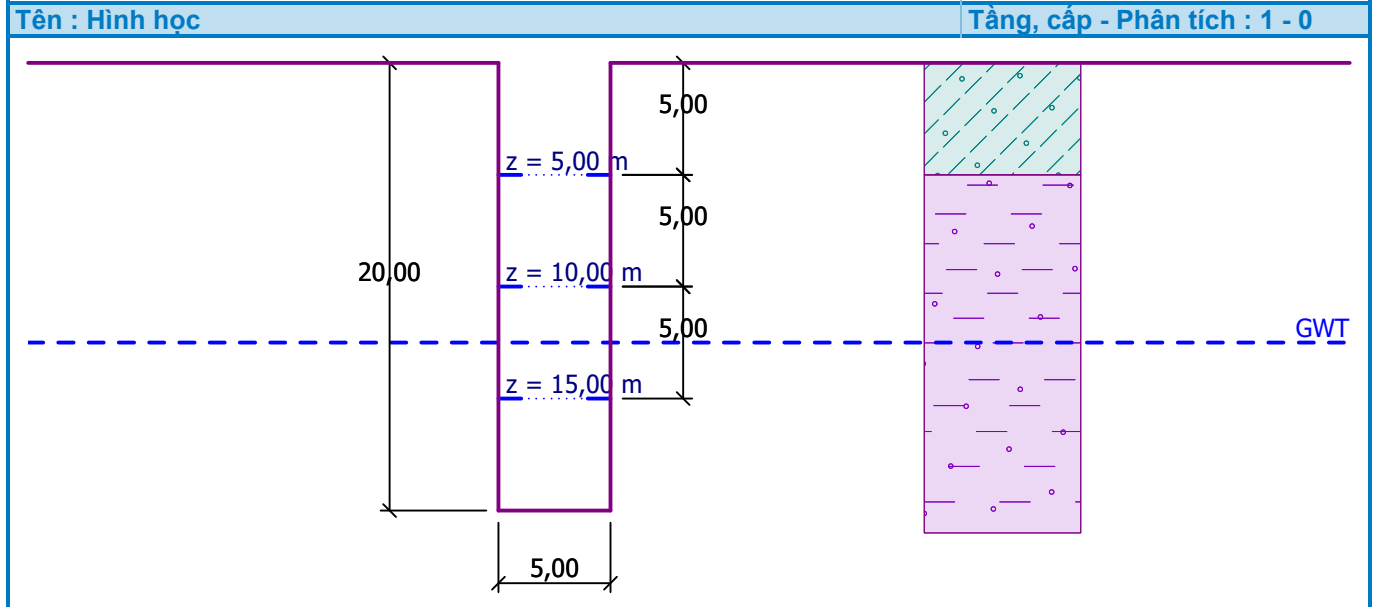 Tên : Hình học Tầng, cấp - Phân tích : 1 - 0
5,00
z = 5,00 m
5,00
20,00
z = 10,00 m
5,00
GWT
z = 15,00 m
5,00